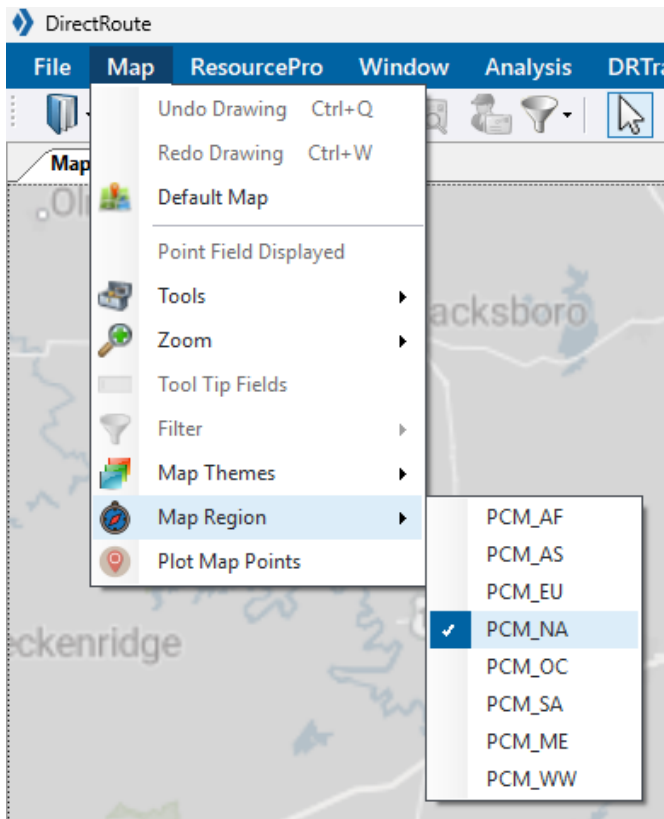 DirectRoute
File Map ResourcePro Window Analysis
Map
Undo Drawing Ctrl+Q
Redo Drawing Ctrl+W
Default Map
Point Field Displayed
Tools
acksboro
Zoom
Tool Tip Fields
Filter
Map Themes
Map Region
PCM_AF
Plot Map Points
PCM_AS
PCM_EU
PCM_NA
eckenridge
PCM_OC
PCM_SA
PCM_ME
PCM_WW